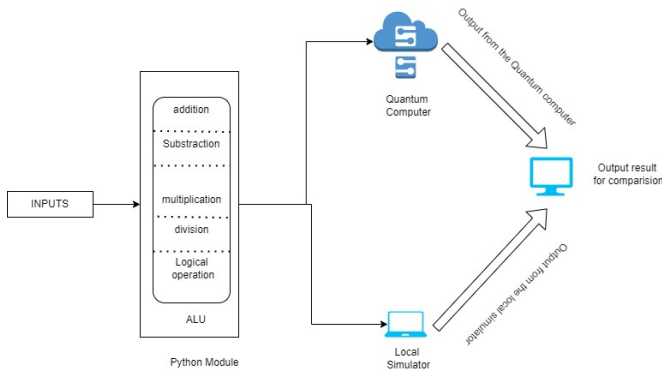 INPUTS
addition
Substraction
multiplication
division
Logical
operation
ALU
Python Module
Quantum
Computer
Output from the Quantum computer
Local
Simulator
Output from the local simulator
Output result
for comparision